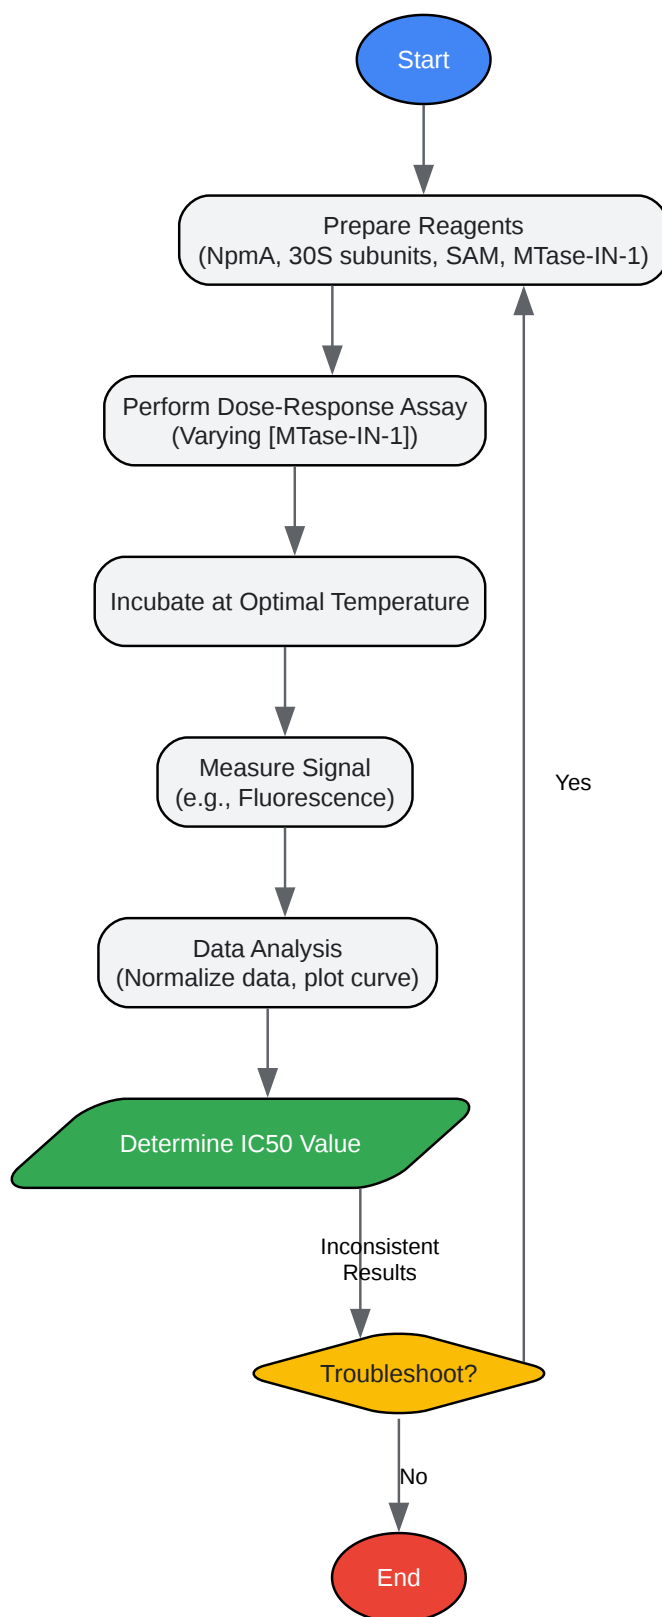 Start
Prepare Reagents
(NpmA, 30S subunits, SAM, MTase-IN-1)
Perform Dose-Response Assay
(Varying [MTase-IN-1])
Incubate at Optimal Temperature
Measure Signal
(e.g., Fluorescence)
Yes
Data Analysis
(Normalize data, plot curve)
Determine IC50 Value
Inconsistent
Results
Troubleshoot?
No
End